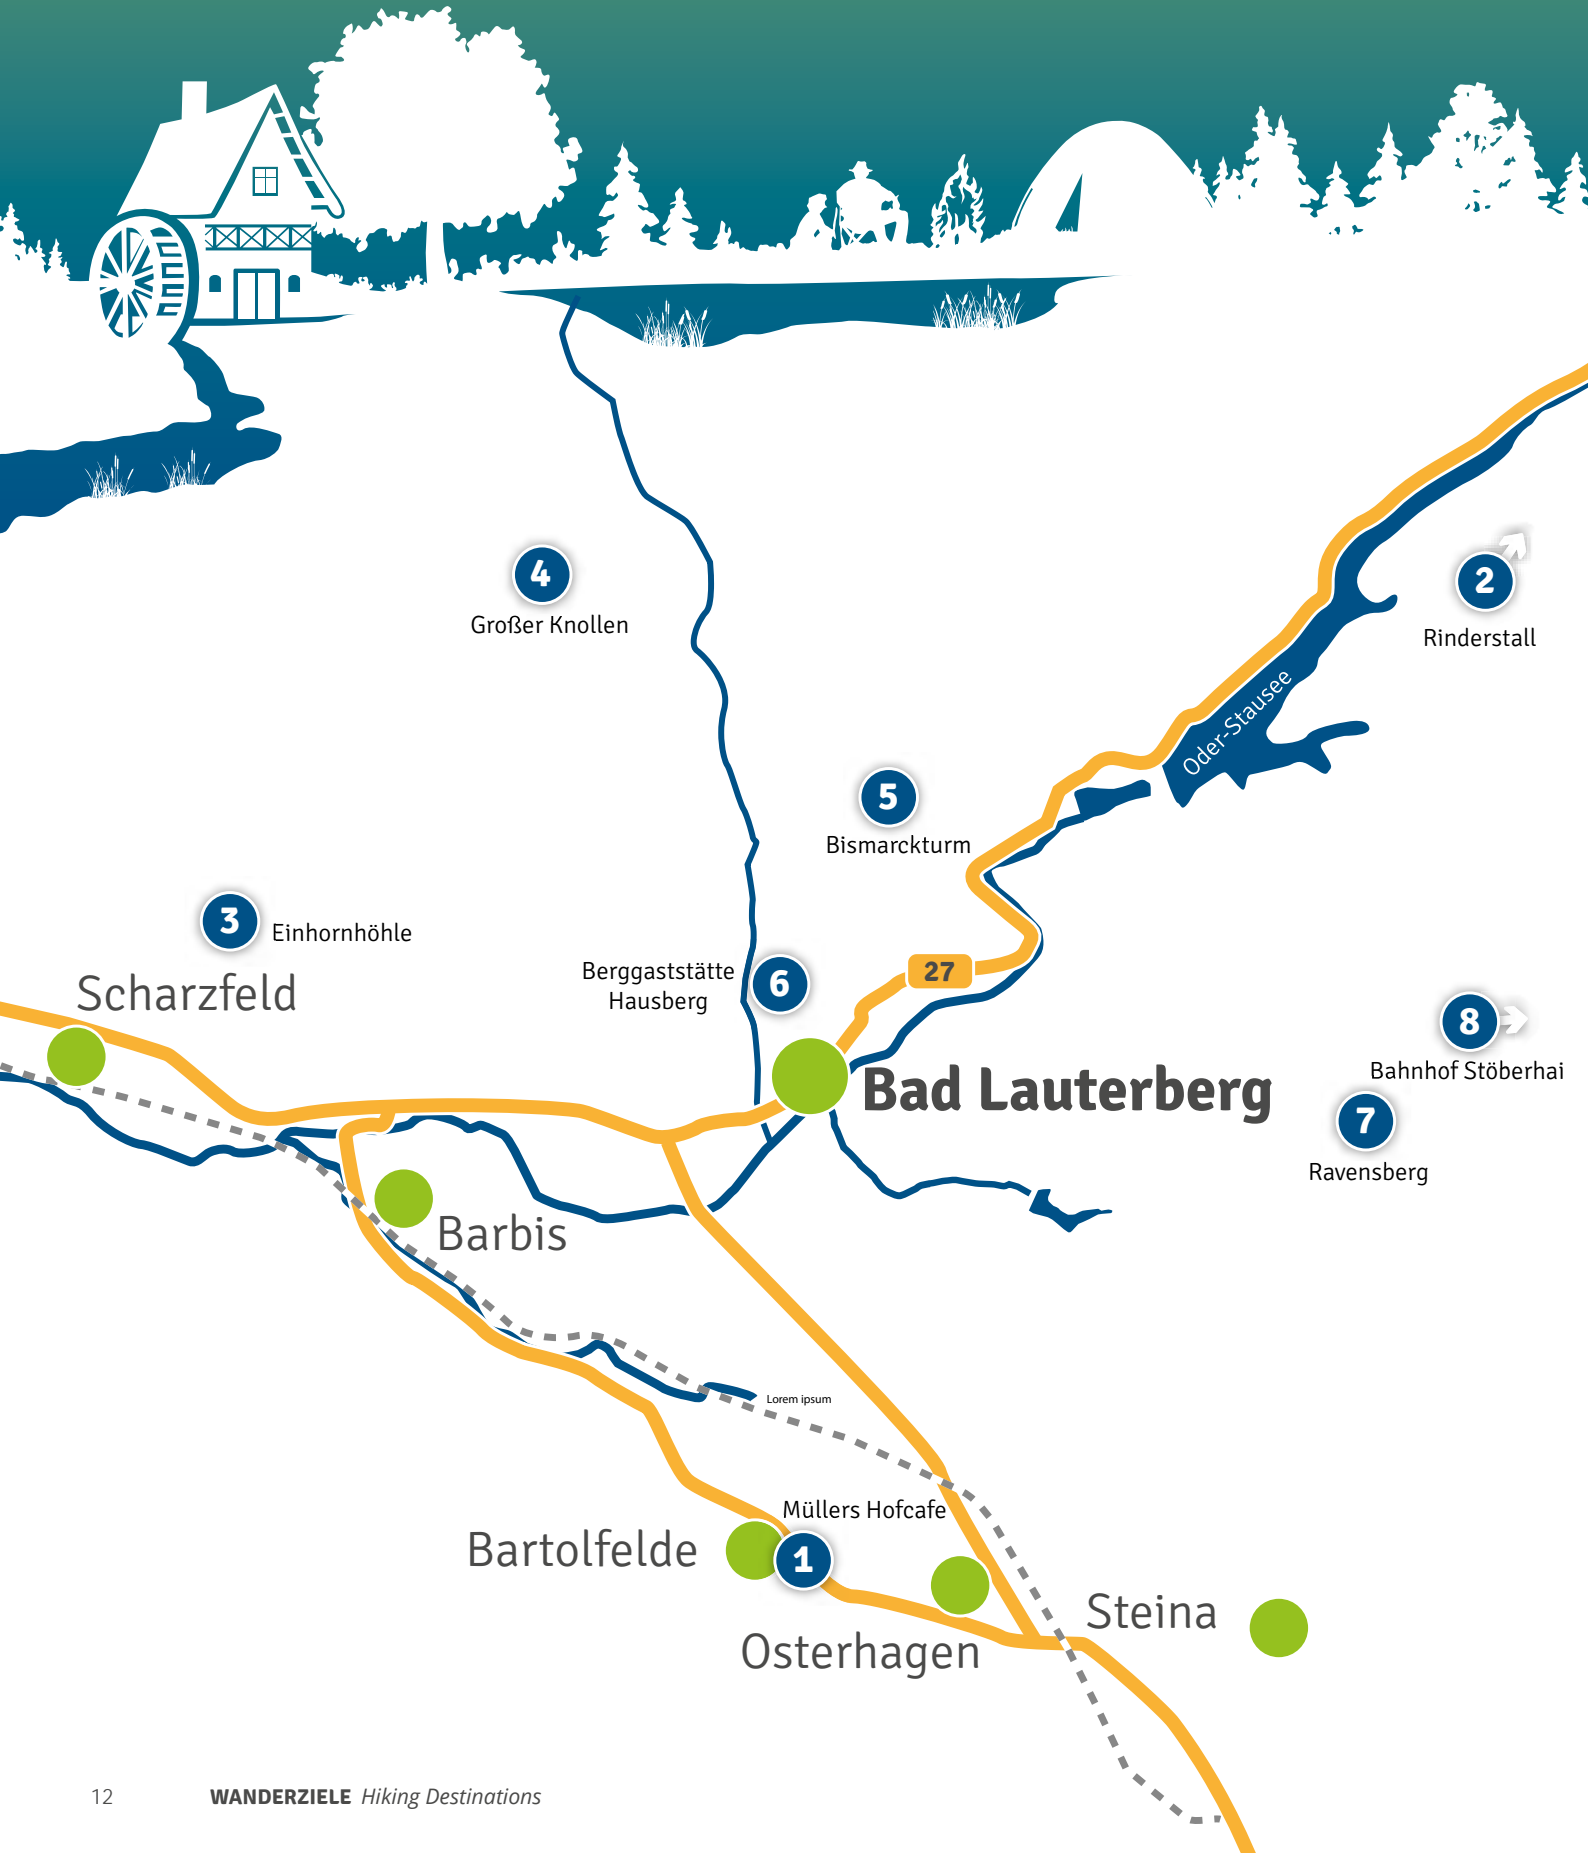 4
Großer Knollen
2
Rinderstall
Oder-Stausee
5
Bismarckturm
3
Einhornhöhle
Scharzfeld
Berggaststätte
Hausberg
6
27
8
Bahnhof Stöberhai
Bad Lauterberg
7
Ravensberg
Barbis
Lorem ipsum
Müllers Hofcafe
Bartolfelde
1
Steina
Osterhagen
12
WANDERZIELE Hiking Destinations